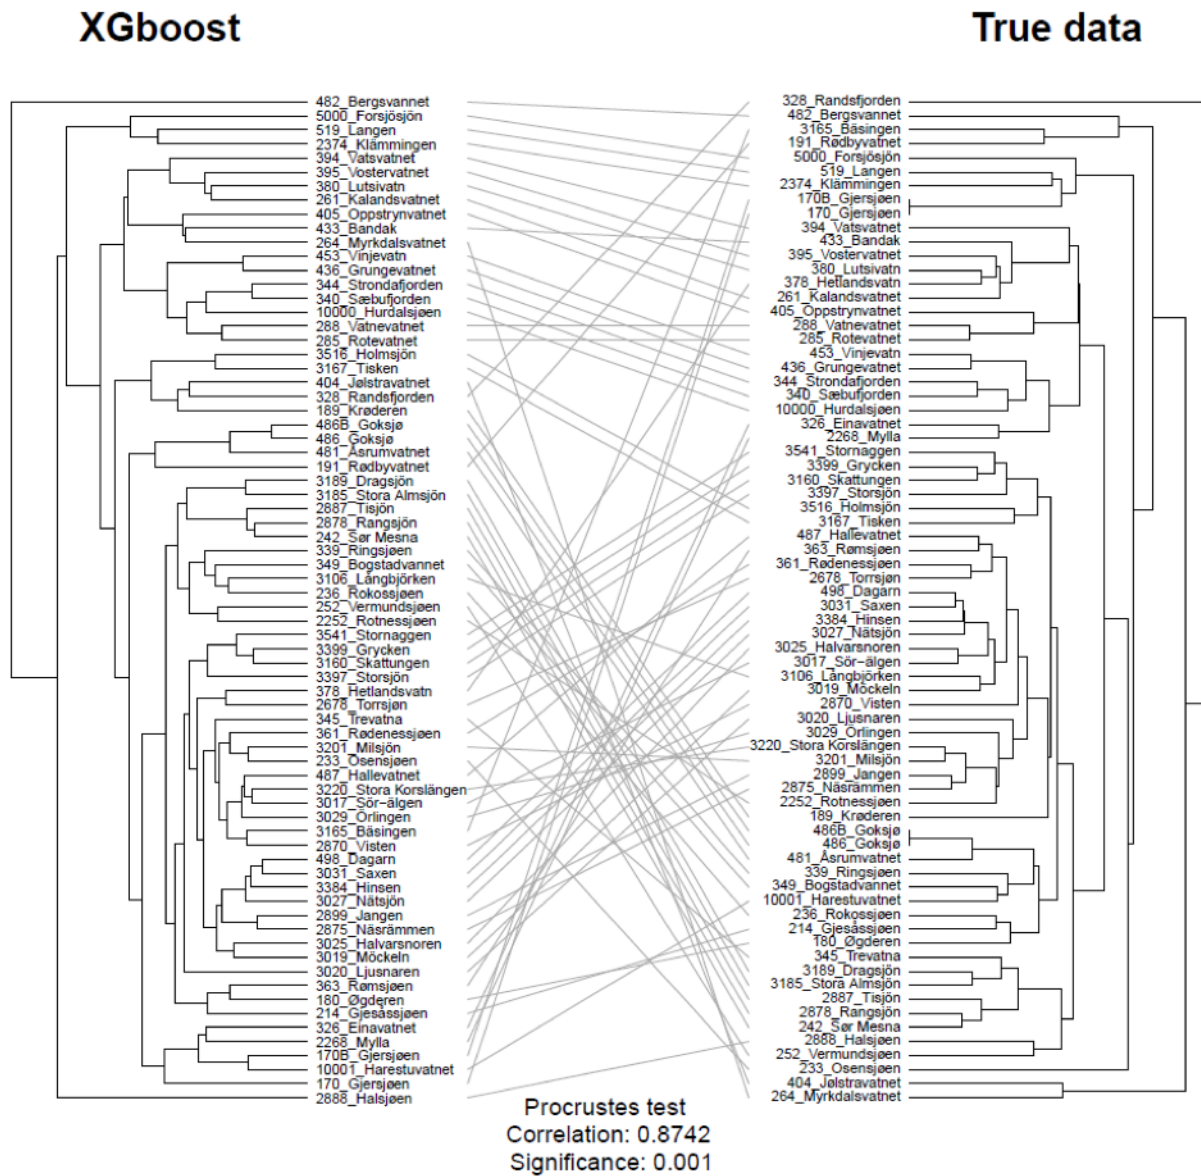 XGboost
True data
482_Bergsvannet
5000_Forsjösjön
519_Langen
2374_Klämmingen
394_Vatsvatnet
395_Vostervatnet
380_Lutsivatn
261_Kalandsvatnet
405_Oppstrynvatnet
433_Bandak
264_Myrkdalsvatnet
453_Vinjevatn
436_Grungevatnet
344_Strondafjorden
340_Sæbufjorden
10000_Hurdalsjøen
288_Vatnevatnet
285_Rotevatnet
3516_Holmsjön
3167_Tisken
404_Jølstravatnet
328_Randsfjorden
189_Krøderen
486B_Goksjø
486_Goksjø
481_Åsrumvatnet
191_Rødbyvatnet
3189_Dragsjön
3185_Stora Almsjön
2887_Tisjön
2878_Rangsjön
242_Sør Mesna
339_Ringsjøen
349_Bogstadvannet
3106_Långbjörken
236_Rokossjøen
252_Vermundsjøen
2252_Rotnessjøen
3541_Stornaggen
3399_Grycken
3160_Skattungen
3397_Storsjön
378_Hetlandsvatn
2678_Torrsjøn
345_Trevatna
361_Rødenessjøen
3201_Milsjön
233_Osensjøen
487_Hallevatnet
3220_Stora Korslängen
3017_Sör−älgen
3029_Örlingen
3165_Bäsingen
2870_Visten
498_Dagarn
3031_Saxen
3384_Hinsen
3027_Nätsjön
2899_Jangen
2875_Näsrämmen
3025_Halvarsnoren
3019_Möckeln
3020_Ljusnaren
363_Rømsjøen
180_Øgderen
214_Gjesåssjøen
326_Einavatnet
2268_Mylla
170B_Gjersjøen
10001_Harestuvatnet
170_Gjersjøen
2888_Halsjøen
328_Randsfjorden
482_Bergsvannet
3165_Bäsingen
191_Rødbyvatnet
5000_Forsjösjön
519_Langen
2374_Klämmingen
170B_Gjersjøen
170_Gjersjøen
394_Vatsvatnet
433_Bandak
395_Vostervatnet
380_Lutsivatn
378_Hetlandsvatn
261_Kalandsvatnet
405_Oppstrynvatnet
288_Vatnevatnet
285_Rotevatnet
453_Vinjevatn
436_Grungevatnet
344_Strondafjorden
340_Sæbufjorden
10000_Hurdalsjøen
326_Einavatnet
2268_Mylla
3541_Stornaggen
3399_Grycken
3160_Skattungen
3397_Storsjön
3516_Holmsjön
3167_Tisken
487_Hallevatnet
363_Rømsjøen
361_Rødenessjøen
2678_Torrsjøn
498_Dagarn
3031_Saxen
3384_Hinsen
3027_Nätsjön
3025_Halvarsnoren
3017_Sör−älgen
3106_Långbjörken
3019_Möckeln
2870_Visten
3020_Ljusnaren
3029_Örlingen
3220_Stora Korslängen
3201_Milsjön
2899_Jangen
2875_Näsrämmen
2252_Rotnessjøen
189_Krøderen
486B_Goksjø
486_Goksjø
481_Åsrumvatnet
339_Ringsjøen
349_Bogstadvannet
10001_Harestuvatnet
236_Rokossjøen
214_Gjesåssjøen
180_Øgderen
345_Trevatna
3189_Dragsjön
3185_Stora Almsjön
2887_Tisjön
2878_Rangsjön
242_Sør Mesna
2888_Halsjøen
252_Vermundsjøen
233_Osensjøen
404_Jølstravatnet
264_Myrkdalsvatnet
Procrustes test
Correlation: 0.8742
Significance: 0.001